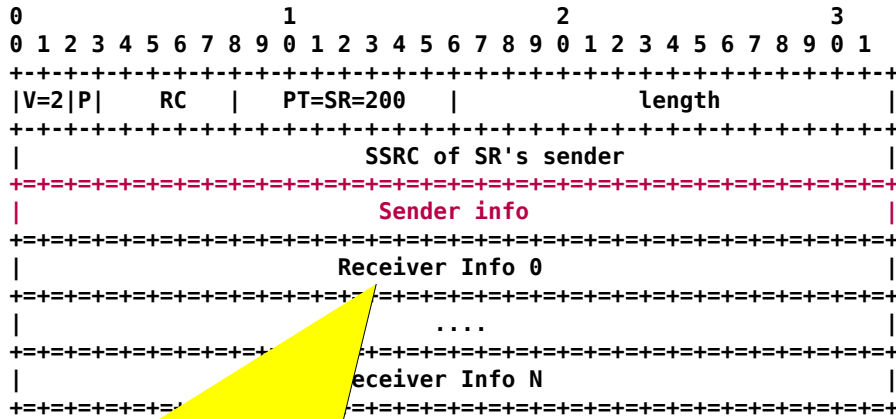 0                   1                   2                   3
0 1 2 3 4 5 6 7 8 9 0 1 2 3 4 5 6 7 8 9 0 1 2 3 4 5 6 7 8 9 0 1
+-+-+-+-+-+-+-+-+-+-+-+-+-+-+-+-+-+-+-+-+-+-+-+-+-+-+-+-+-+-+-+-+
|V=2|P|    RC   |   PT=SR=200   |             length            |
+-+-+-+-+-+-+-+-+-+-+-+-+-+-+-+-+-+-+-+-+-+-+-+-+-+-+-+-+-+-+-+-+
|                         SSRC of SR's sender                   |
+=+=+=+=+=+=+=+=+=+=+=+=+=+=+=+=+=+=+=+=+=+=+=+=+=+=+=+=+=+=+=+=+
|                          Sender info                          |
+=+=+=+=+=+=+=+=+=+=+=+=+=+=+=+=+=+=+=+=+=+=+=+=+=+=+=+=+=+=+=+=+
|                       Receiver Info 0                         |
+=+=+=+=+=+=+=+=+=+=+=+=+=+=+=+=+=+=+=+=+=+=+=+=+=+=+=+=+=+=+=+=+
|                              ....                             |
+=+=+=+=+=+=+=+=+=+ +=+=+=+=+=+=+=+=+=+=+=+=+=+=+=+=+=+=+=+
|                        eceiver Info N                         |
+=+=+=+=+=+= =+=+=+=+=+=+=+=+=+=+=+=+=+=+=+=+=+=+=+=+